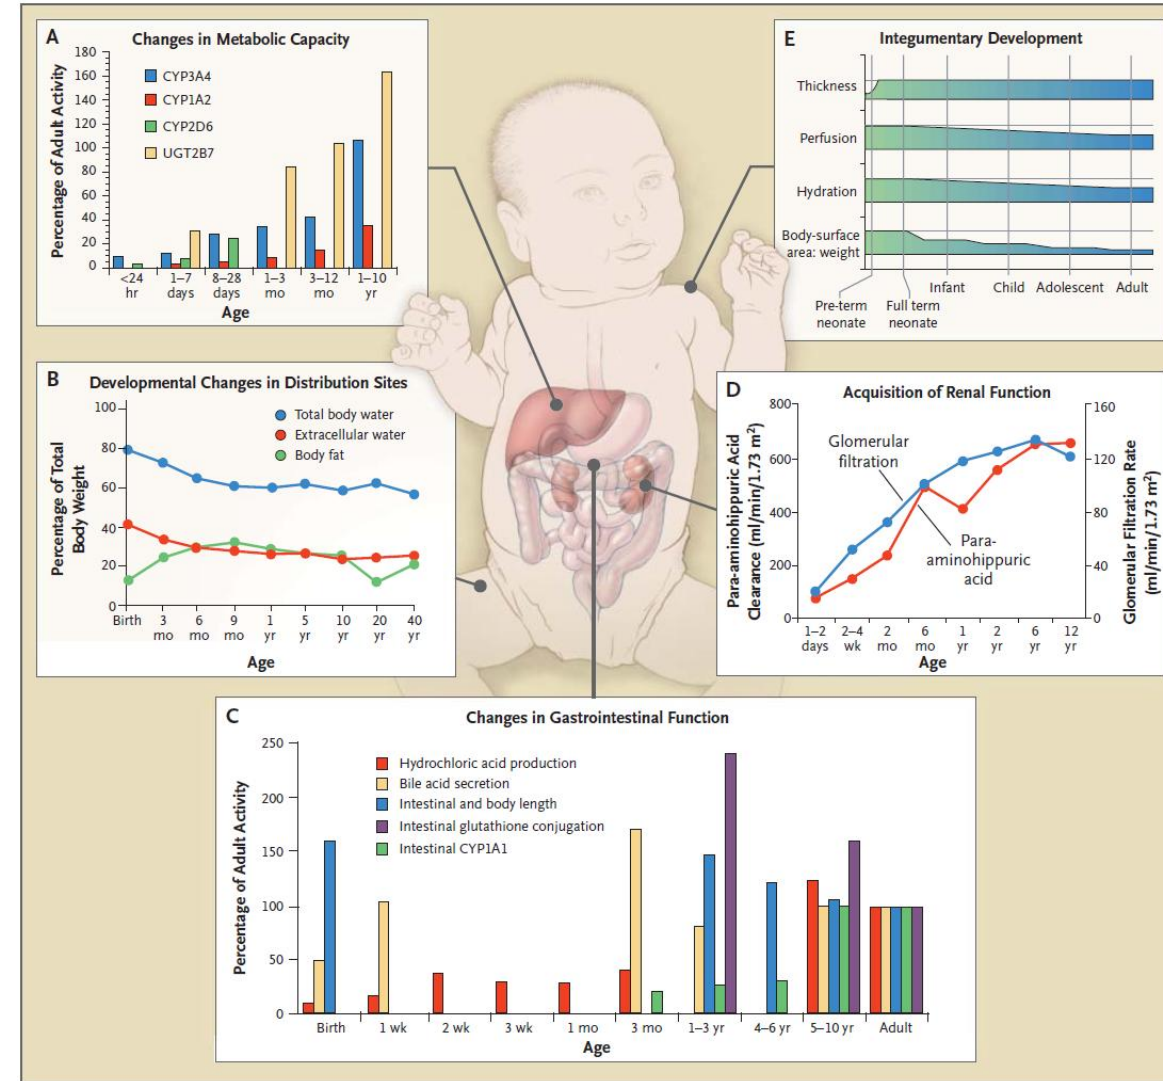 A
Changes in Metabolic Capacity
Percentage of Adult Activity
180
160
140
120
100
80
60
40
20
0
CYP3A4
CYP1A2
CYP2D6
UGT2B7
<24 1–7 8–28 1–3 3–12 1–10
hr days days mo mo yr
Age
E
Integumentary Development
Thickness
Perfusion
Hydration
Body-surface
area: weight
Infant Child Adolescent Adult
Pre-term Full term
neonate neonate
B
Developmental Changes in Distribution Sites
Percentage of Total
Body Weight
100
80
60
40
20
0
Total body water
Extracellular water
Body fat
Birth 3 6 9 1 5 10 20 40
mo mo mo yr yr yr yr yr
Age
D
Acquisition of Renal Function
Para-aminohippuric Acid
Clearance (ml/min/1.73 m²)
800
600
400
200
0
Glomerular
filtration
Para-
aminohippuric
acid
160
120
80
40
0
Glomerular Filtration Rate
(ml/min/1.73 m²)
1–2 2–4 2 6 1 2 6 12
days wk mo mo yr yr yr yr
Age
C
Changes in Gastrointestinal Function
Percentage of Adult Activity
250
200
150
100
50
0
Hydrochloric acid production
Bile acid secretion
Intestinal and body length
Intestinal glutathione conjugation
Intestinal CYP1A1
Birth 1 wk 2 wk 3 wk 1 mo 3 mo 1–3 yr 4–6 yr 5–10 yr Adult
Age